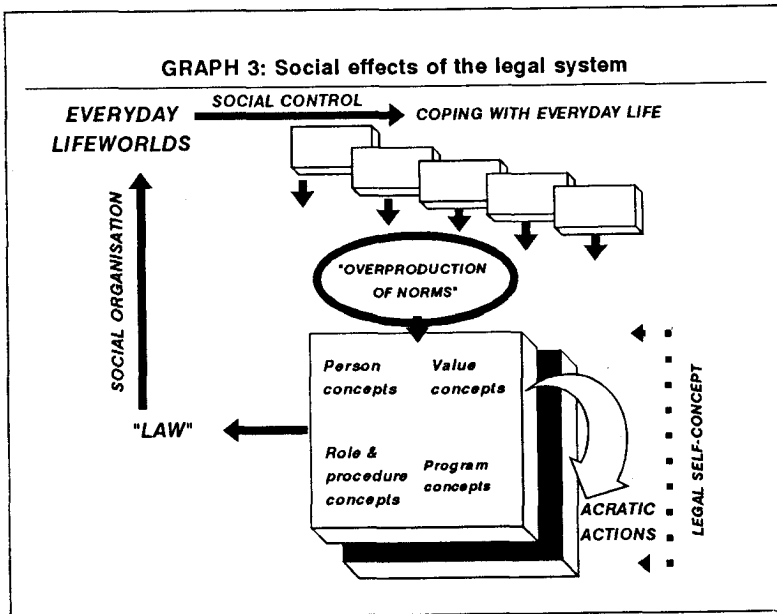 GRAPH 3: Social effects of the legal system
EVERYDAY
LIFEWORLDS
SOCIAL CONTROL
COPING WITH EVERYDAY LIFE
SOCIAL ORGANISATION
"OVERPRODUCTION
OF NORMS"
Person
concepts
Value
concepts
"LAW"
Role &
procedure
concepts
Program
concepts
ACRATIC
ACTIONS
LEGAL SELF-CONCEPT